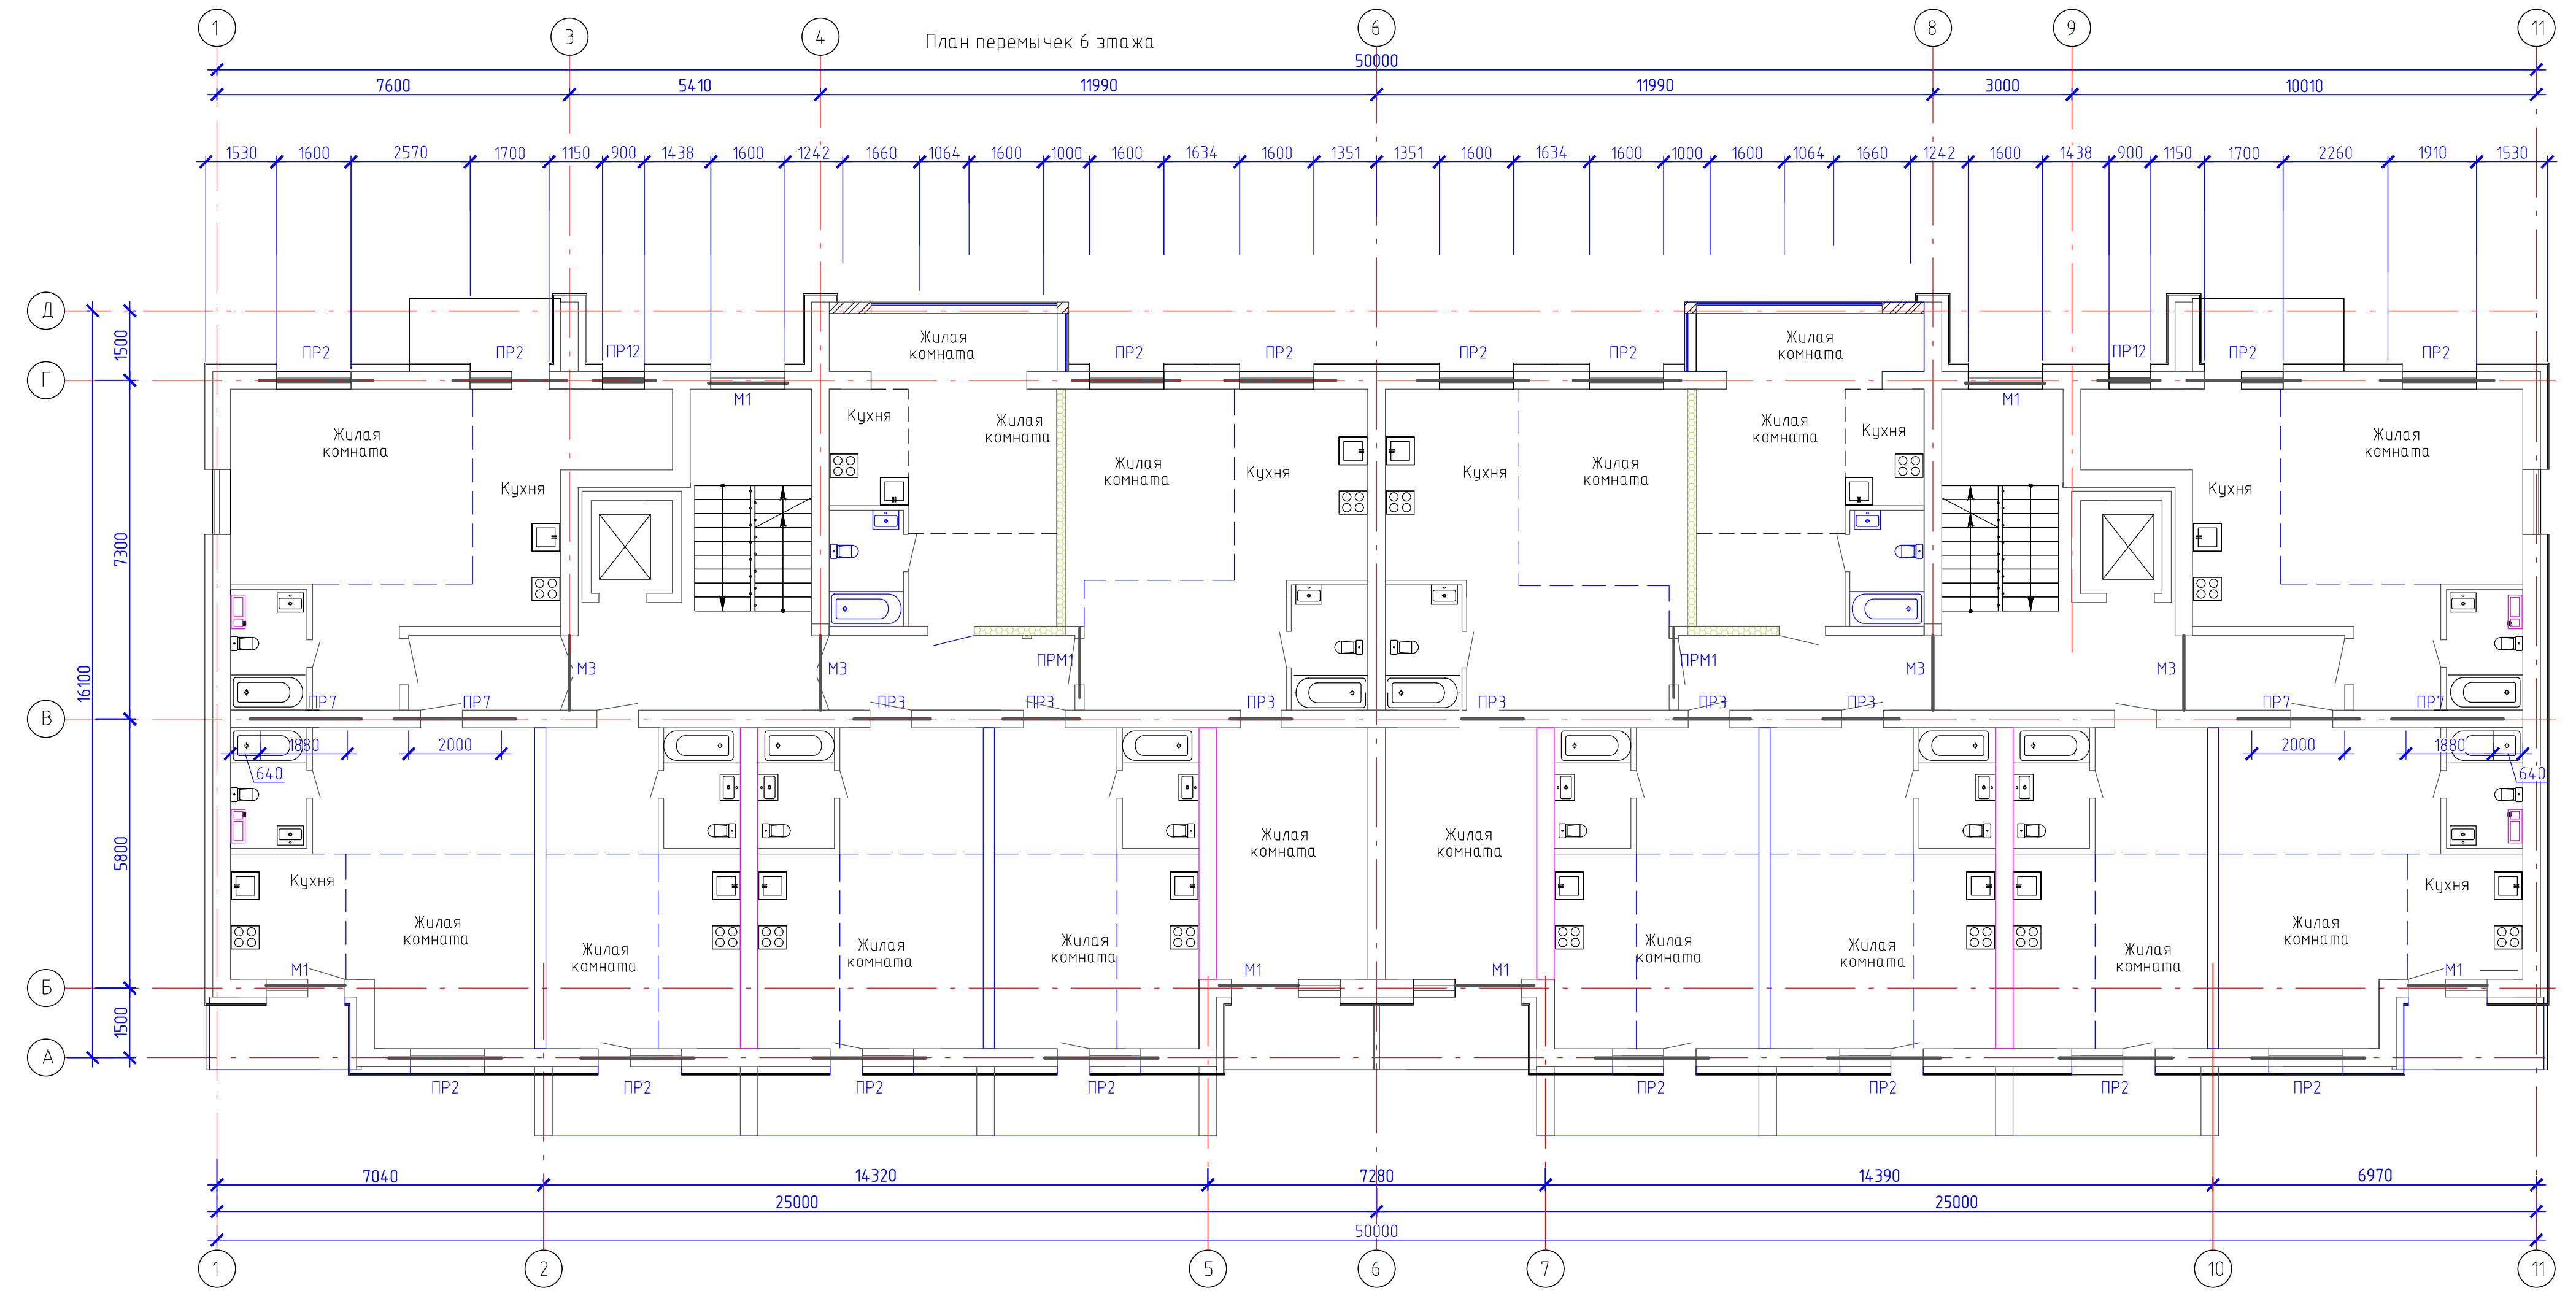 1
3
4
План перемычек 6 этажа
6
8
9
11
50000
7600
5410
11990
11990
3000
10010
1530
1600
2570
1700
1150
900
1438
1600
1242
1660
1064
1600
1000
1600
1634
1600
1351
1351
1600
1634
1600
1000
1600
1064
1660
1242
1600
1438
900
1150
1700
2260
1910
1530
Д
1500
Жилая
комната
Жилая
комната
ПР2
ПР2
ПР12
ПР2
ПР2
ПР2
ПР2
ПР12
ПР2
ПР2
Г
М1
М1
Кухня
Жилая
комната
Жилая
комната
Кухня
Жилая
комната
Жилая
комната
Жилая
комната
Кухня
Кухня
Жилая
комната
Кухня
Кухня
7300
16100
М3
М3
ПРМ1
ПРМ1
М3
М3
ПР7
ПР7
ПР3
ПР3
ПР3
ПР3
ПР3
ПР3
ПР7
ПР7
В
1880
2000
2000
1880
640
640
5800
Жилая
комната
Жилая
комната
Кухня
Кухня
Жилая
комната
Жилая
комната
Жилая
комната
Жилая
комната
Жилая
комната
Жилая
комната
Жилая
комната
Жилая
комната
М1
М1
М1
М1
Б
1500
А
ПР2
ПР2
ПР2
ПР2
ПР2
ПР2
ПР2
ПР2
7040
14320
7280
14390
6970
25000
25000
50000
1
2
5
6
7
10
11